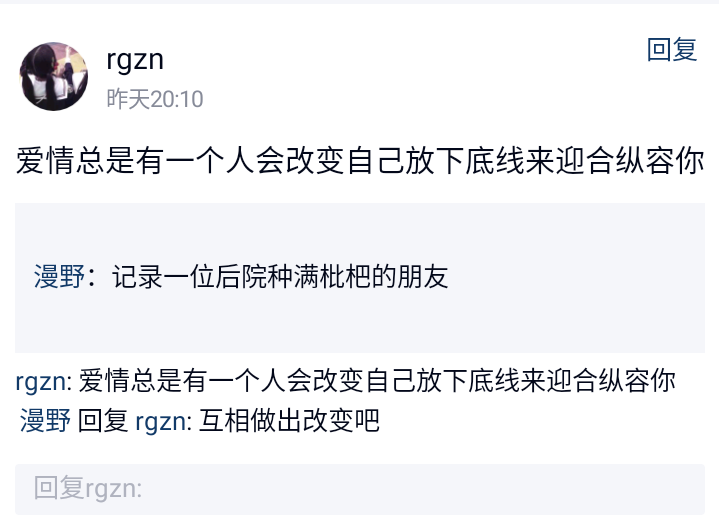 rgzn
回复
昨天20:10
爱情总是有一个人会改变自己放下底线来迎合纵容你
漫野：记录一位后院种满枇杷的朋友
rgzn: 爱情总是有一个人会改变自己放下底线来迎合纵容你
漫野 回复 rgzn: 互相做出改变吧
回复rgzn: